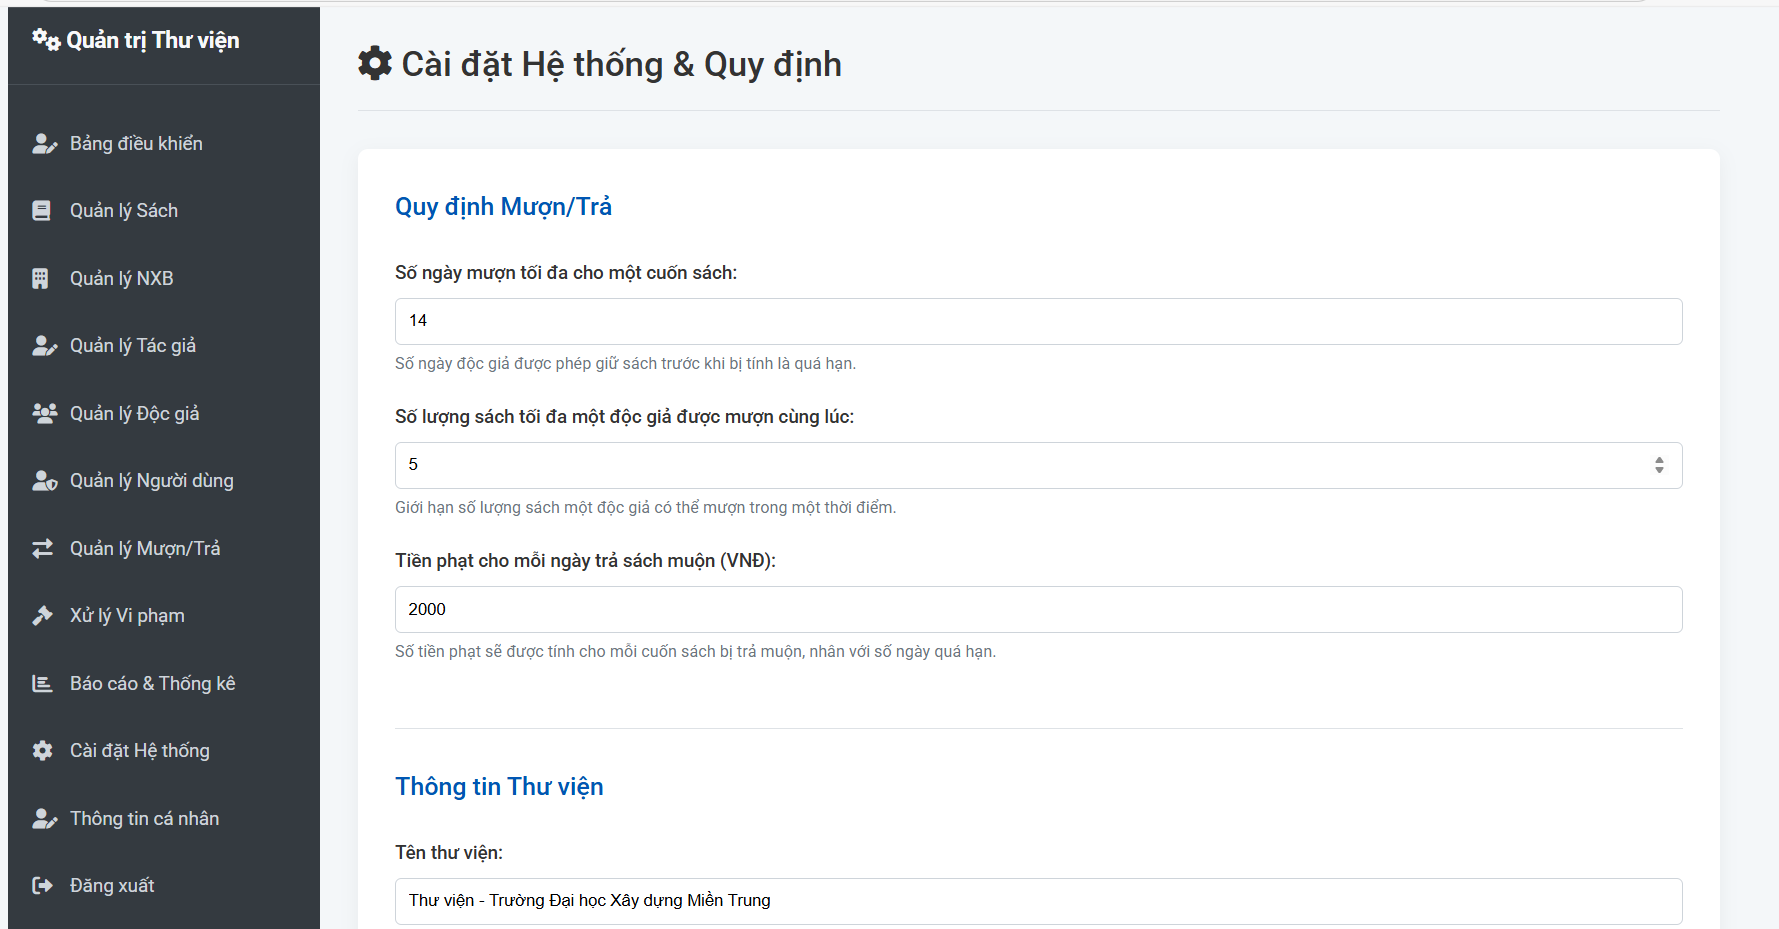 Quản trị Thư viện
Bảng điều khiển
Quản lý Sách
Quản lý NXB
Quản lý Tác giả
Quản lý Độc giả
Quản lý Người dùng
Quản lý Mượn/Trả
Xử lý Vi phạm
Báo cáo & Thống kê
Cài đặt Hệ thống
Thông tin cá nhân
Đăng xuất
Cài đặt Hệ thống & Quy định
Quy định Mượn/Trả
Số ngày mượn tối đa cho một cuốn sách:
14
Số ngày độc giả được phép giữ sách trước khi bị tính là quá hạn.
Số lượng sách tối đa một độc giả được mượn cùng lúc:
5
Giới hạn số lượng sách một độc giả có thể mượn trong một thời điểm.
Tiền phạt cho mỗi ngày trả sách muộn (VNĐ):
2000
Số tiền phạt sẽ được tính cho mỗi cuốn sách bị trả muộn, nhân với số ngày quá hạn.
Thông tin Thư viện
Tên thư viện:
Thư viện - Trường Đại học Xây dựng Miền Trung